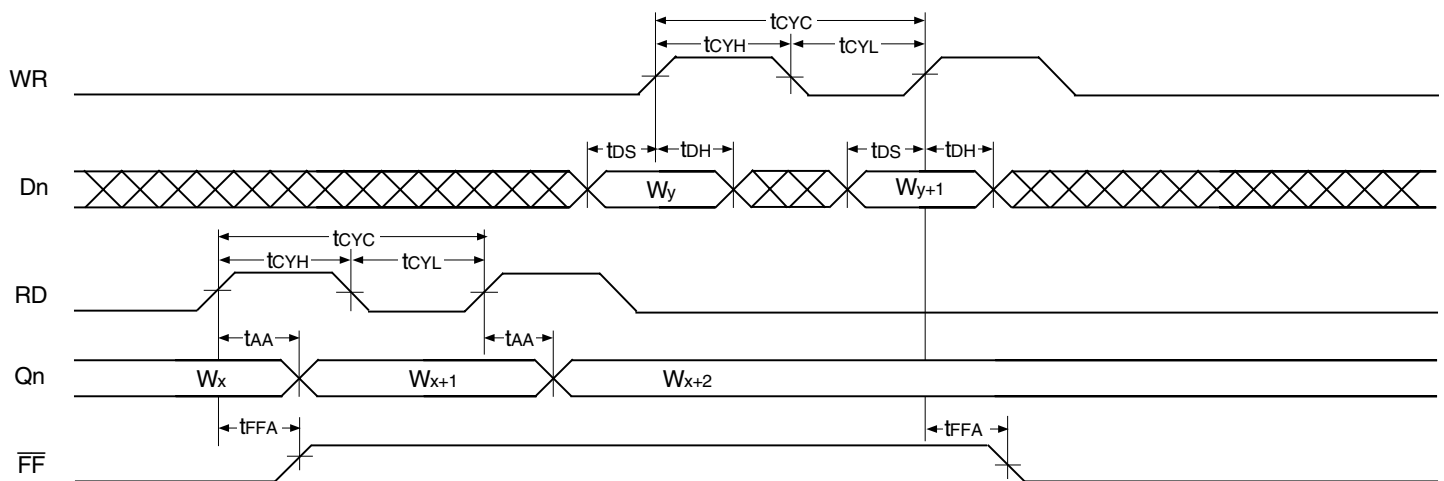 tCYC
tCYH tCYL
WR
tDS tDH tDS tDH
Dn Wy Wy+1
tCYC
tCYH tCYL
RD
tAA tAA
Qn Wx Wx+1 Wx+2
tFFA tFFA
F̅F̅